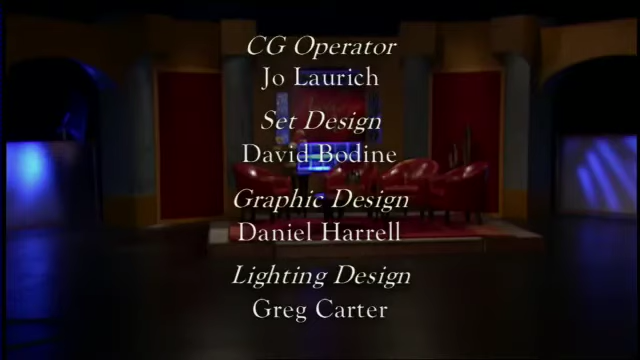 CG Operator
Jo Laurich
Set Design
David Bodine
Graphic Design
Daniel Harrell
Lighting Design
Greg Carter